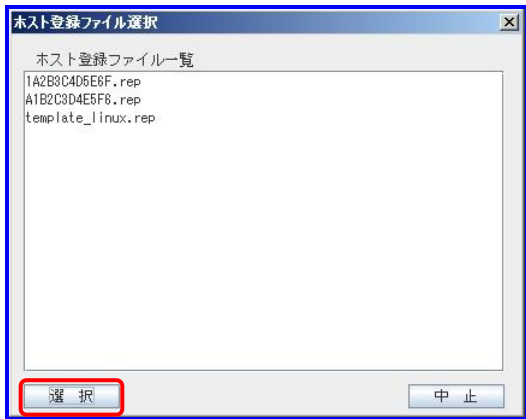 ホスト登録ファイル選択
ホスト登録ファイル一覧
1A2B3C4D5E6F.rep
A1B2C3D4E5F6.rep
template_linux.rep
選 択
中 止